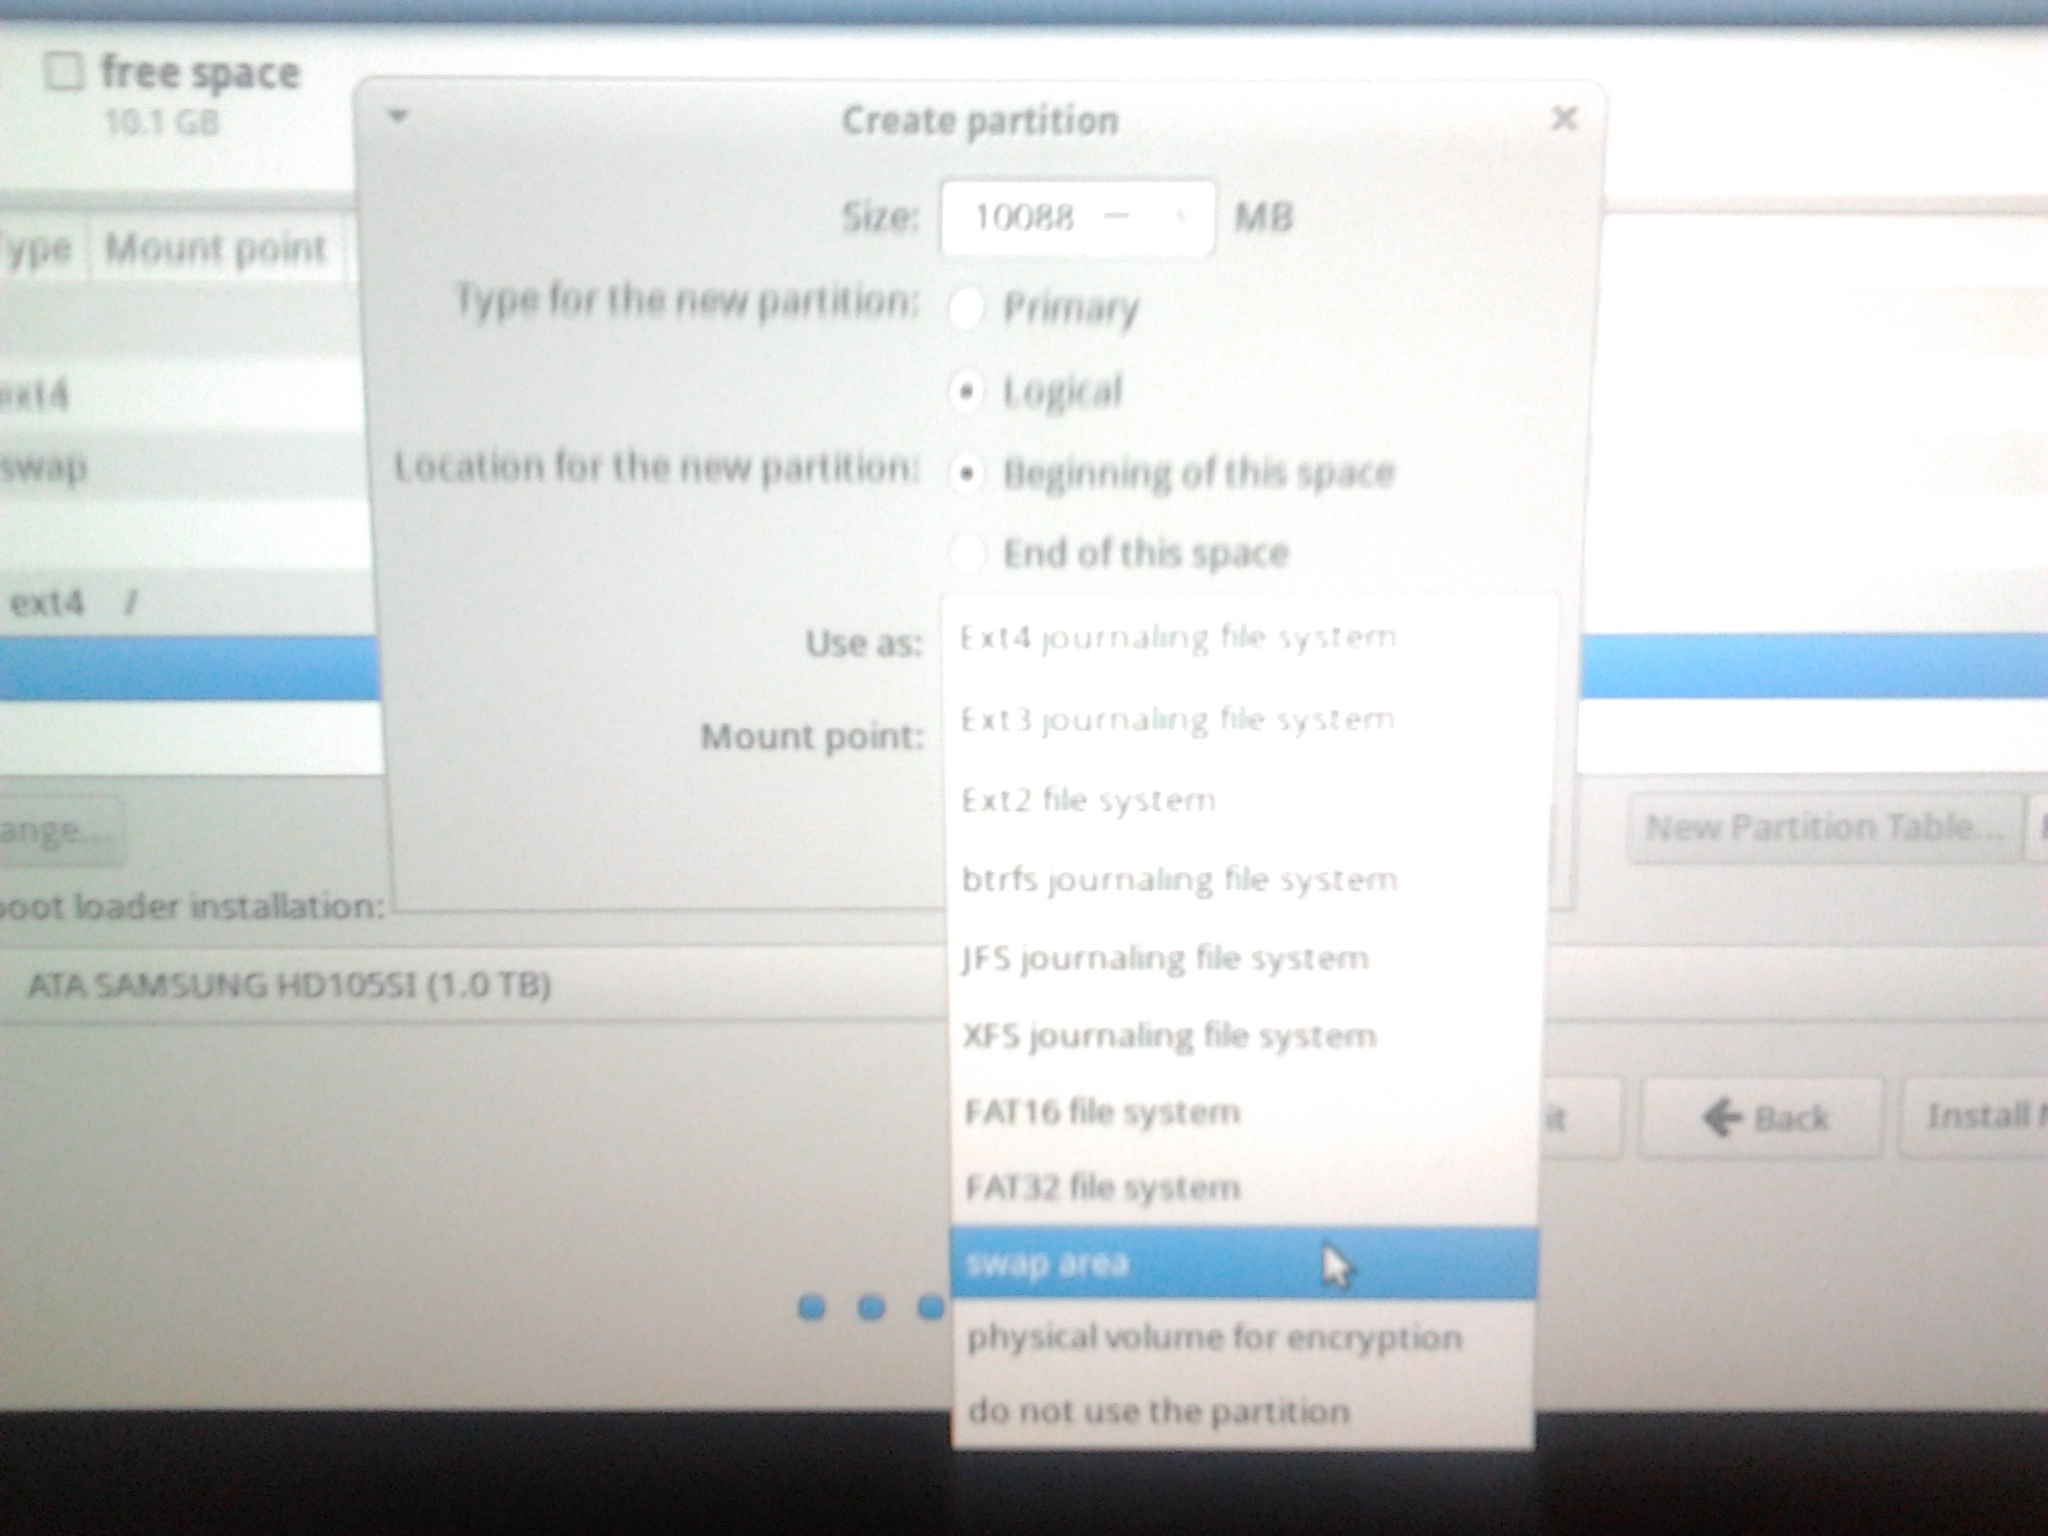 free space
10.1 GB
Create partition
Size: 10088 MB
Type Mount point
Type for the new partition: Primary
Logical
ext4
Location for the new partition: Beginning of this space
swap
End of this space
ext4 /
Use as: Ext4 journaling file system
Ext3 journaling file system
Mount point:
Ext2 file system
ange... New Partition Table...
btrfs journaling file system
boot loader installation:
JFS journaling file system
ATA SAMSUNG HD105SI (1.0 TB)
XFS journaling file system
FAT16 file system
it Back Install
FAT32 file system
swap area
physical volume for encryption
do not use the partition